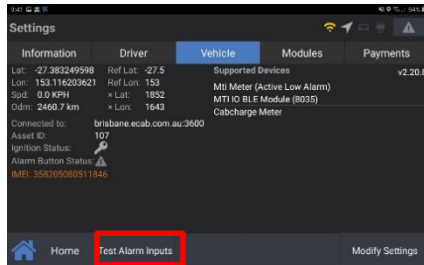 9:41
Settings
Information Driver Vehicle Modules Payments
Lat: -27.383249598 Ref Lat: -27.5 Supported Devices v2.20.8
Lon: 153.116203621 Ref Lon: 153 Mti Meter (Active Low Alarm)
Spd: 0.0 KPH × Lat: 1852 MTI IO BLE Module (8035)
Odm: 2460.7 km × Lon: 1643 Cabcharge Meter
Connected to: brisbane.ecab.com.au:3600
Asset ID: 107
Ignition Status:
Alarm Button Status:
IMEI: 358205080511846
Home Test Alarm Inputs Modify Settings